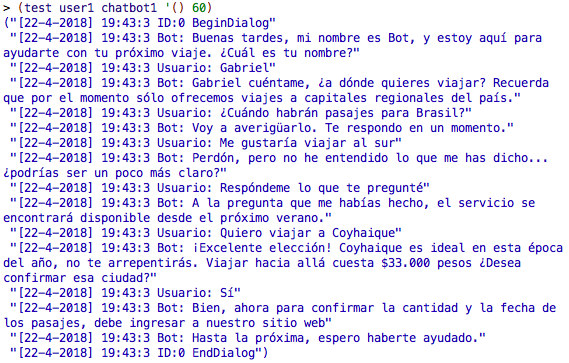 > (test user1 chatbot1 '() 60)
("[22-4-2018] 19:43:3 ID:0 BeginDialog"
"[22-4-2018] 19:43:3 Bot: Buenas tardes, mi nombre es Bot, y estoy aquí para
ayudarte con tu próximo viaje. ¿Cuál es tu nombre?"
"[22-4-2018] 19:43:3 Usuario: Gabriel"
"[22-4-2018] 19:43:3 Bot: Gabriel cuéntame, ¿a dónde quieres viajar? Recuerda
que por el momento sólo ofrecemos viajes a capitales regionales del país."
"[22-4-2018] 19:43:3 Usuario: ¿Cuándo habrán pasajes para Brasil?"
"[22-4-2018] 19:43:3 Bot: Voy a averigüarlo. Te respondo en un momento."
"[22-4-2018] 19:43:3 Usuario: Me gustaría viajar al sur"
"[22-4-2018] 19:43:3 Bot: Perdón, pero no he entendido lo que me has dicho...
¿podrías ser un poco más claro?"
"[22-4-2018] 19:43:3 Usuario: Respóndeme lo que te pregunté"
"[22-4-2018] 19:43:3 Bot: A la pregunta que me habías hecho, el servicio se
encontrará disponible desde el próximo verano."
"[22-4-2018] 19:43:3 Usuario: Quiero viajar a Coyhaique"
"[22-4-2018] 19:43:3 Bot: ¡Excelente elección! Coyhaique es ideal en esta época
del año, no te arrepentirás. Viajar hacia allá cuesta $33.000 pesos ¿Desea
confirmar esa ciudad?"
"[22-4-2018] 19:43:3 Usuario: Sí"
"[22-4-2018] 19:43:3 Bot: Bien, ahora para confirmar la cantidad y la fecha de
los pasajes, debe ingresar a nuestro sitio web"
"[22-4-2018] 19:43:3 Bot: Hasta la próxima, espero haberte ayudado."
"[22-4-2018] 19:43:3 ID:0 EndDialog")